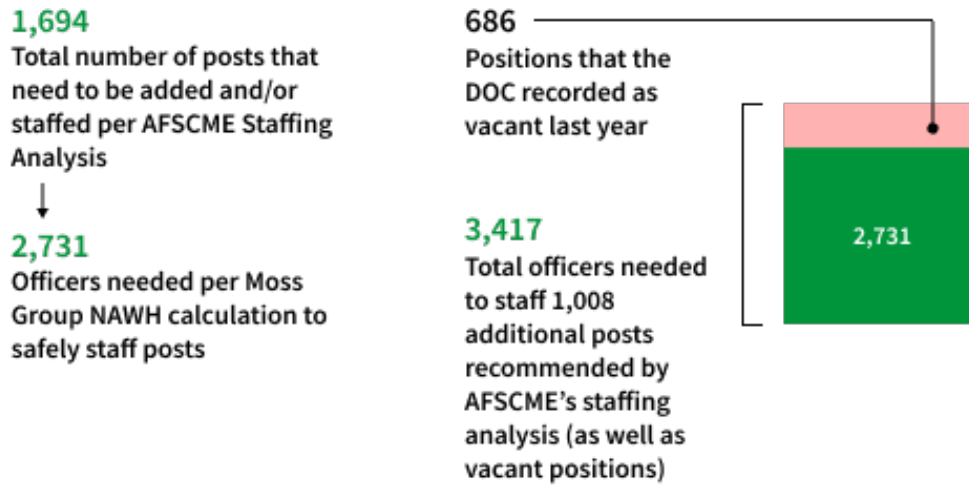 1,694
Total number of posts that
need to be added and/or
staffed per AFSCME Staffing
Analysis
2,731
Officers needed per Moss
Group NAWH calculation to
safely staff posts
686
Positions that the
DOC recorded as
vacant last year
3,417
Total officers needed
to staff 1,008
additional posts
recommended by
AFSCME’s staffing
analysis (as well as
vacant positions)
2,731